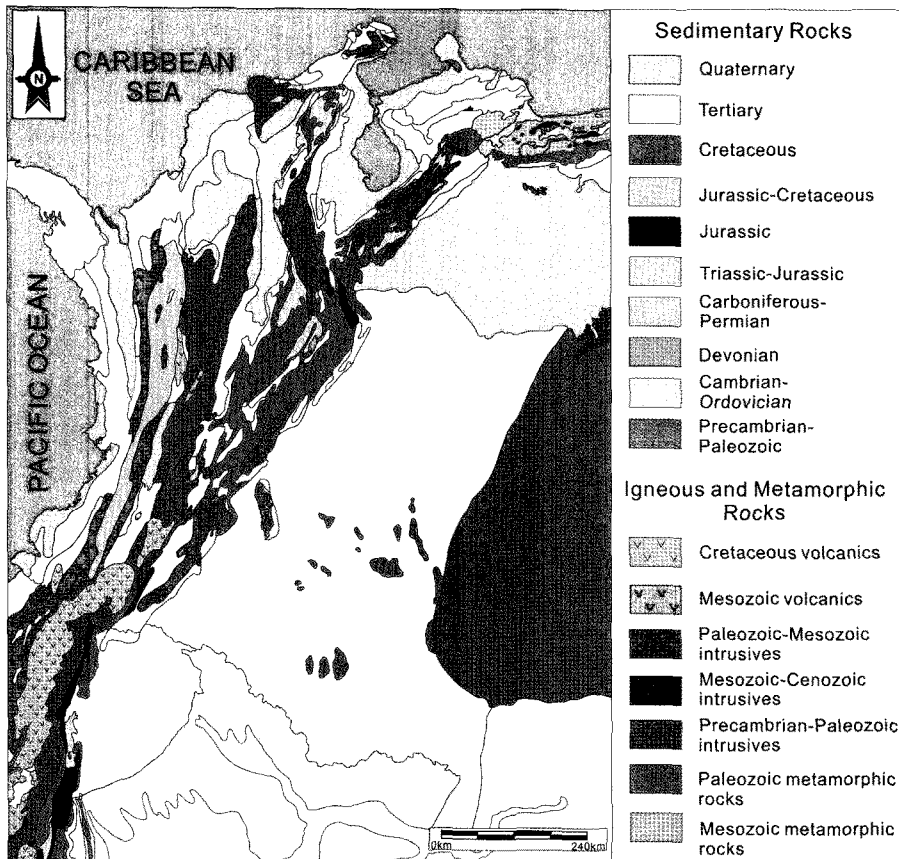 N
CARIBBEAN
SEA
PACIFIC OCEAN
0km
240km
Sedimentary Rocks
Quaternary
Tertiary
Cretaceous
Jurassic-Cretaceous
Jurassic
Triassic-Jurassic
Carboniferous-
Permian
Devonian
Cambrian-
Ordovician
Precambrian-
Paleozoic
Igneous and Metamorphic
Rocks
Cretaceous volcanics
Mesozoic volcanics
Paleozoic-Mesozoic
intrusives
Mesozoic-Cenozoic
intrusives
Precambrian-Paleozoic
intrusives
Paleozoic metamorphic
rocks
Mesozoic metamorphic
rocks